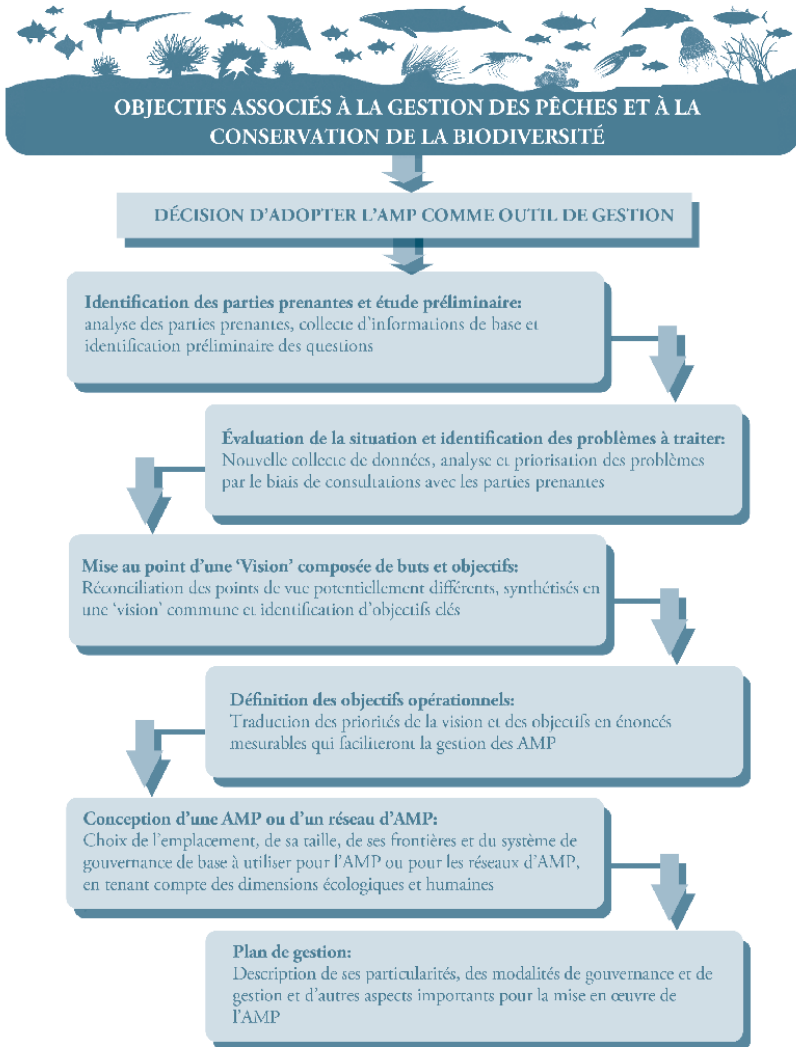 OBJECTIFS ASSOCIÉS À LA GESTION DES PÊCHES ET À LA
CONSERVATION DE LA BIODIVERSITÉ
DÉCISION D'ADOPTER L'AMP COMME OUTIL DE GESTION
Identification des parties prenantes et étude préliminaire:
analyse des parties prenantes, collecte d'informations de base et
identification préliminaire des questions
Évaluation de la situation et identification des problèmes à traiter:
Nouvelle collecte de données, analyse et priorisation des problèmes
par le biais de consultations avec les parties prenantes
Mise au point d'une 'Vision' composée de buts et objectifs:
Réconciliation des points de vue potentiellement différents, synthétisés en
une 'vision' commune et identification d'objectifs clés
Définition des objectifs opérationnels:
Traduction des priorités de la vision et des objectifs en énoncés
mesurables qui faciliteront la gestion des AMP
Conception d'une AMP ou d'un réseau d'AMP:
Choix de l'emplacement, de sa taille, de ses frontières et du système de
gouvernance de base à utiliser pour l'AMP ou pour les réseaux d'AMP,
en tenant compte des dimensions écologiques et humaines
Plan de gestion:
Description de ses particularités, des modalités de gouvernance et de
gestion et d'autres aspects importants pour la mise en œuvre de
l'AMP